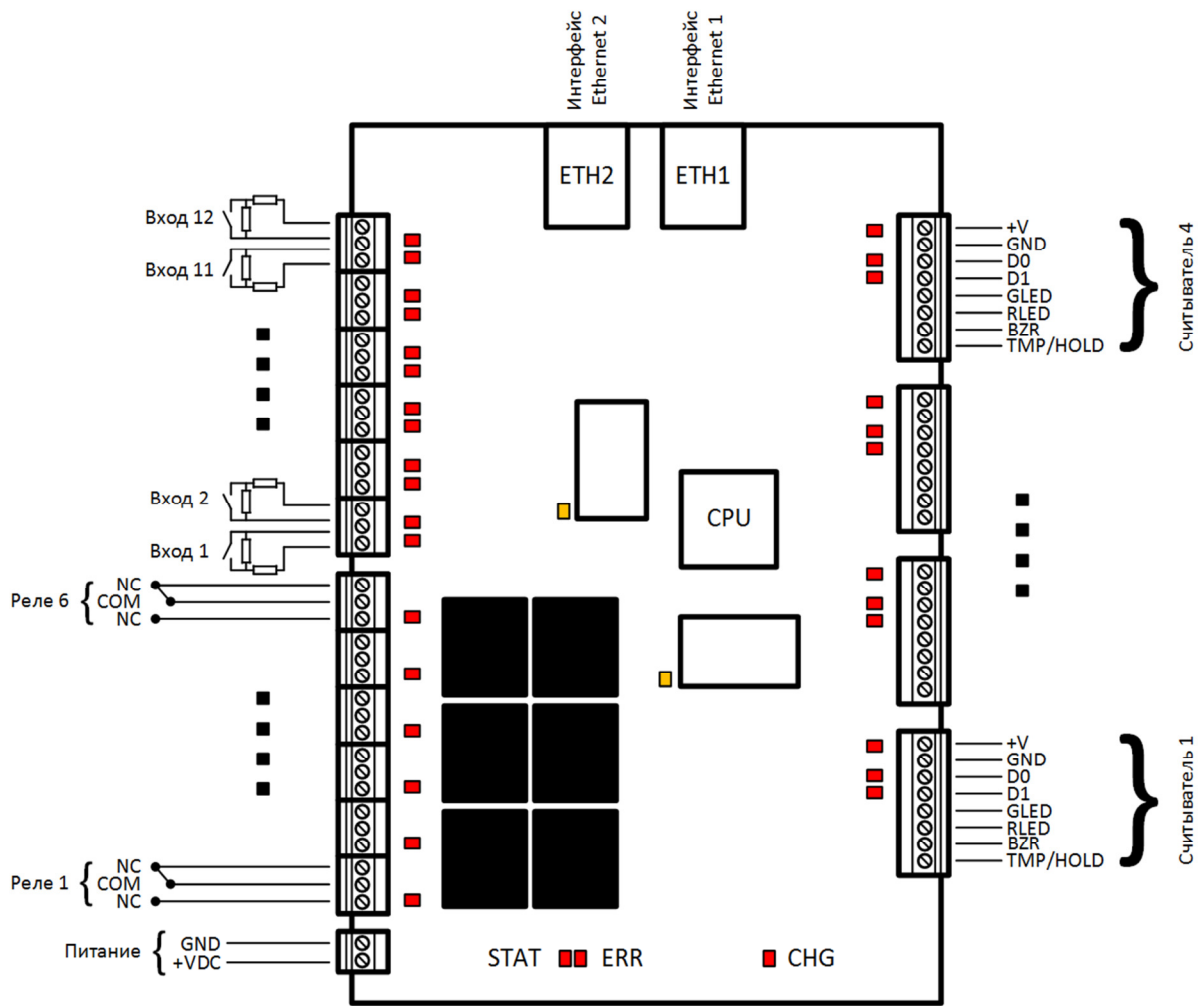 Интерфейс
Ethernet 2
Интерфейс
Ethernet 1
ETH2
ETH1
Вход 12
Вход 11
Вход 2
Вход 1
Реле 6
NC
COM
NC
Реле 1
NC
COM
NC
Питание
GND
+VDC
CPU
STAT
ERR
CHG
+V
GND
D0
D1
GLED
RLED
BZR
TMP/HOLD
Считыватель 4
+V
GND
D0
D1
GLED
RLED
BZR
TMP/HOLD
Считыватель 1